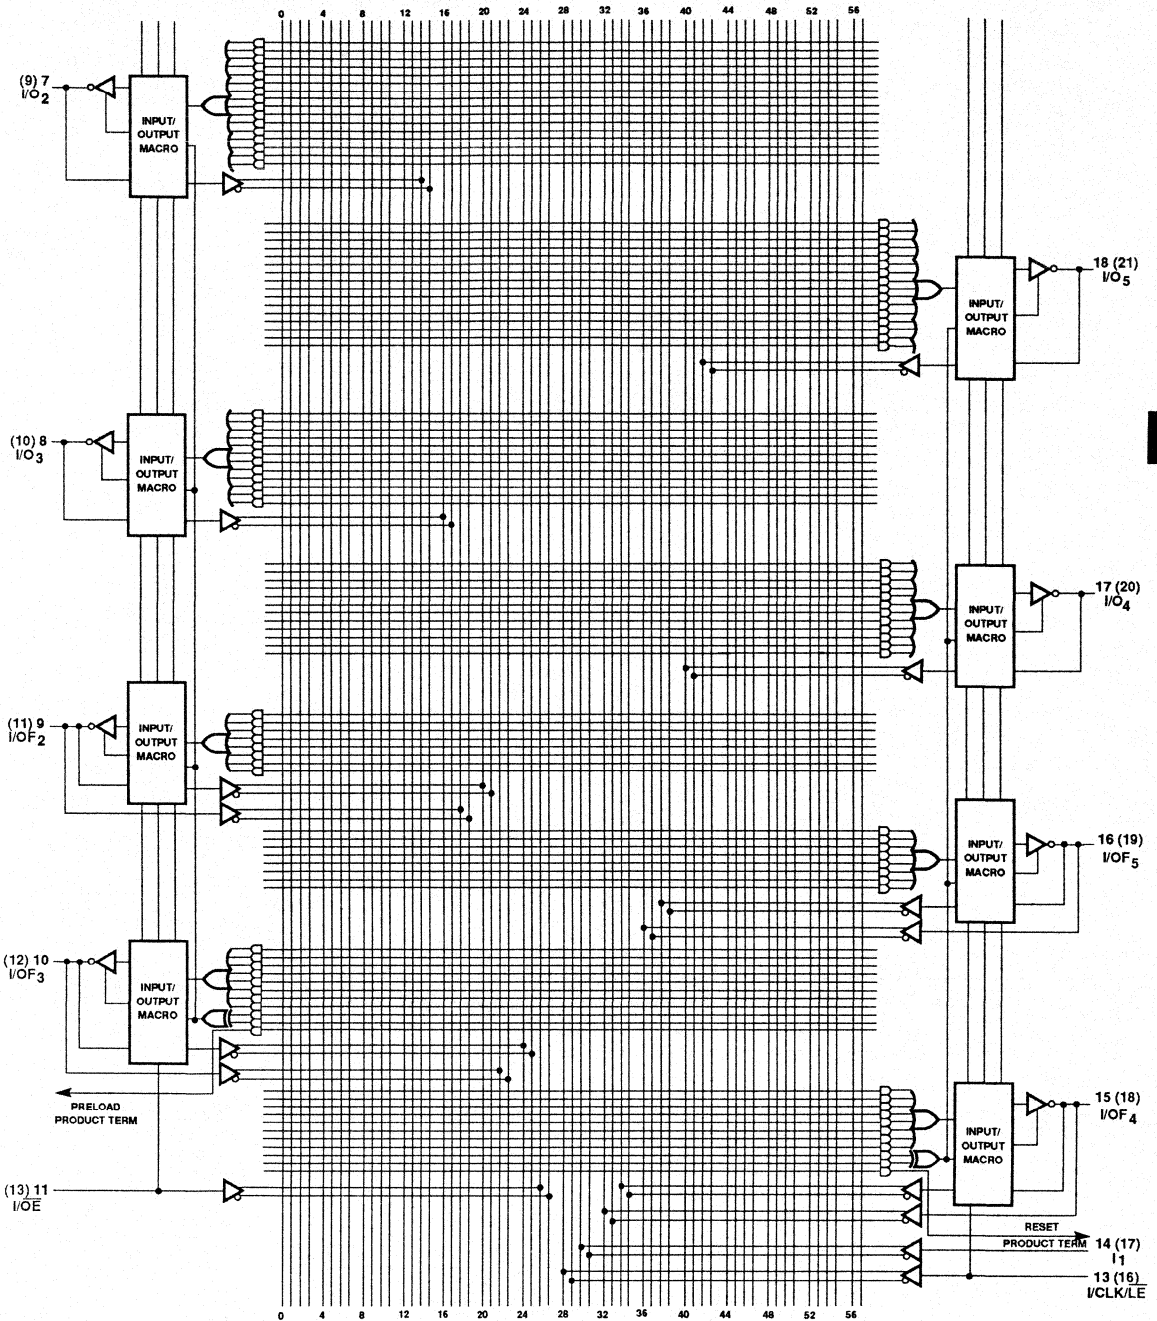 0 4 8 12 16 20 24 28 32 36 40 44 48 52 56
(9) 7
I/O2
INPUT/
OUTPUT
MACRO
18 (21)
I/O5
INPUT/
OUTPUT
MACRO
(10) 8
I/O3
INPUT/
OUTPUT
MACRO
17 (20)
I/O4
INPUT/
OUTPUT
MACRO
(11) 9
I/OF2
INPUT/
OUTPUT
MACRO
16 (19)
I/OF5
INPUT/
OUTPUT
MACRO
(12) 10
I/OF3
INPUT/
OUTPUT
MACRO
PRELOAD
PRODUCT TERM
15 (18)
I/OF4
INPUT/
OUTPUT
MACRO
(13) 11
I/OE
RESET
PRODUCT TERM
14 (17)
I1
13 (16)
I/CLK/LE
0 4 8 12 16 20 24 28 32 36 40 44 48 52 56